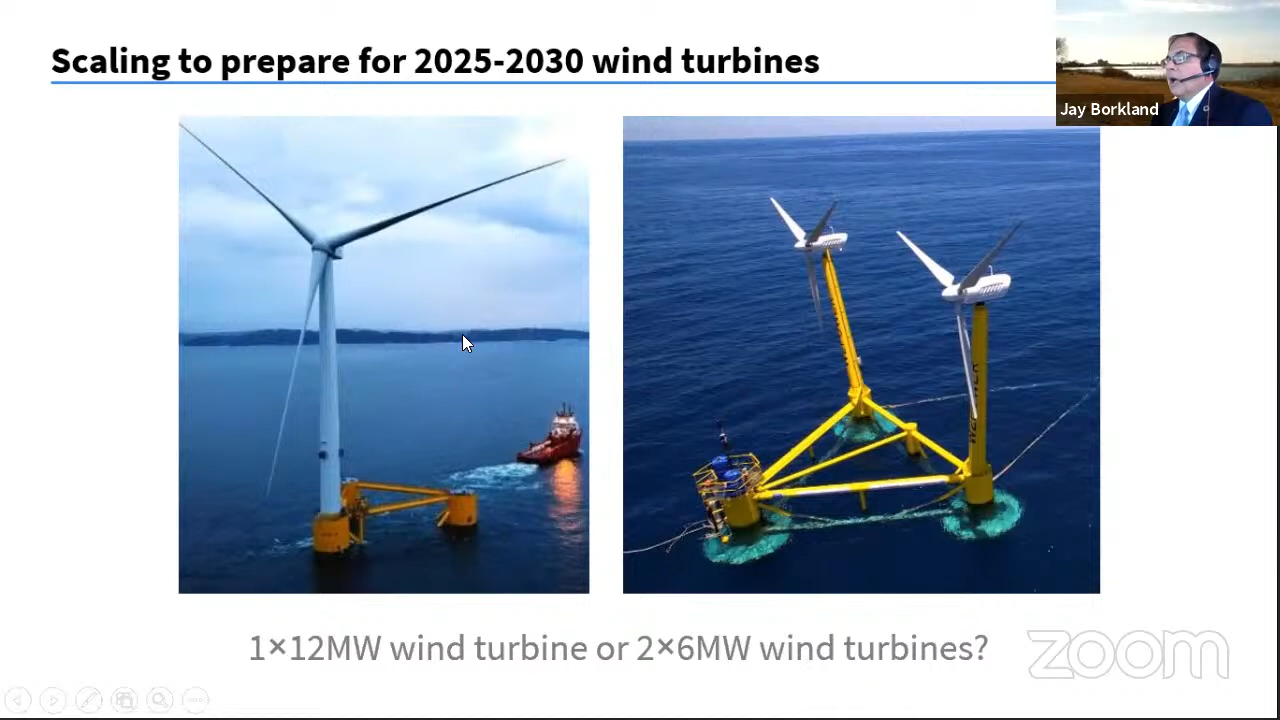 Scaling to prepare for 2025-2030 wind turbines
Jay Borkland
1×12MW wind turbine or 2×6MW wind turbines?
zoom